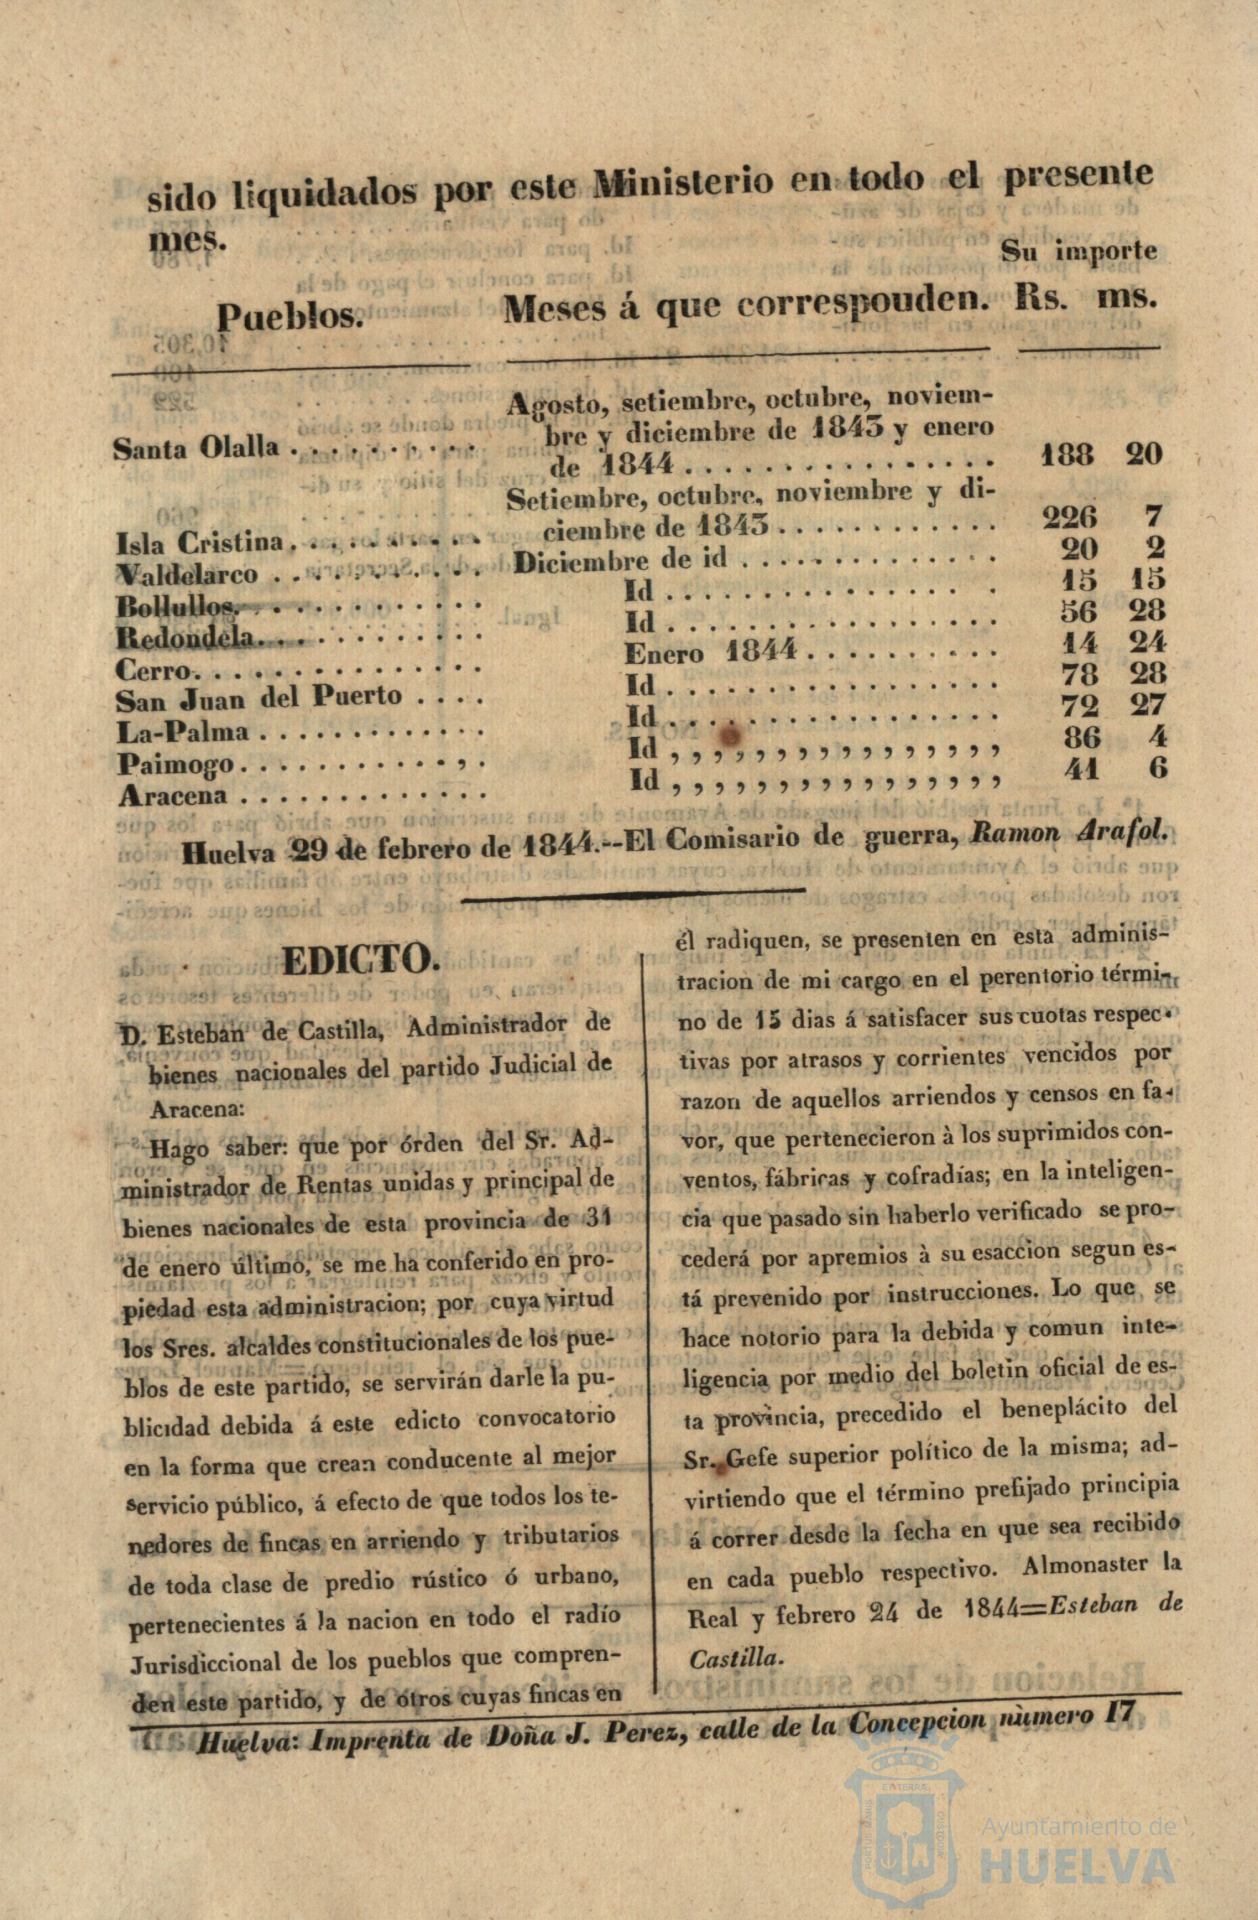 sido liquidados por este Ministerio en todo el presente
mes.
Su importe
Pueblos. Meses á que correspouden. Rs. ms.
Santa Olalla . . . . . . . . . . Agosto, setiembre, octubre, noviem-
bre y diciembre de 1843 y enero
de 1844 . . . . . . . . . . . . . . . 188 20
Setiembre, octubre, noviembre y di-
Isla Cristina . . . . . . . . . . ciembre de 1843 . . . . . . . . . . . . 226 7
Valdelarco . . . . . . . . . . . Diciembre de id . . . . . . . . . . . . . 20 2
Bollullos. . . . . . . . . . . . Id . . . . . . . . . . . . . . . . 15 15
Redondela. . . . . . . . . . . Id . . . . . . . . . . . . . . . . . 56 28
Cerro. . . . . . . . . . . . . . Enero 1844 . . . . . . . . . . 14 24
San Juan del Puerto . . . . Id . . . . . . . . . . . . . . . . . 78 28
La-Palma . . . . . . . . . . . . Id . . . . . . . . . . . . . . . . . 72 27
Paimogo. . . . . . . . . . . , . Id , , , , , , , , , , , , , , , 86 4
Aracena . . . . . . . . . . . . . Id , , , , , , , , , , , , , , , 41 6
Huelva 29 de febrero de 1844.--El Comisario de guerra, Ramon Arafol.
EDICTO.
D. Esteban de Castilla, Administrador de
bienes nacionales del partido Judicial de
Aracena:
Hago saber: que por órden del Sr. Ad-
ministrador de Rentas unidas y principal de
bienes nacionales de esta provincia de 31
de enero último, se me ha conferido en pro-
piedad esta administracion; por cuya virtud
los Sres. alcaldes constitucionales de los pue-
blos de este partido, se servirán darle la pu-
blicidad debida á este edicto convocatorio
en la forma que crean conducente al mejor
servicio público, á efecto de que todos los te-
nedores de fincas en arriendo y tributarios
de toda clase de predio rústico ó urbano,
pertenecientes á la nacion en todo el radío
Jurisdiccional de los pueblos que compren-
den este partido, y de otros cuyas fincas en
él radiquen, se presenten en esta adminis-
tracion de mi cargo en el perentorio térmi-
no de 15 dias á satisfacer sus cuotas respec-
tivas por atrasos y corrientes vencidos por
razon de aquellos arriendos y censos en fa-
vor, que pertenecieron à los suprimidos con-
ventos, fábricas y cofradías; en la inteligen-
cia que pasado sin haberlo verificado se pro-
cederá por apremios à su esaccion segun es-
tá prevenido por instrucciones. Lo que se
hace notorio para la debida y comun inte-
ligencia por medio del boletin oficial de es-
ta provincia, precedido el beneplácito del
Sr. Gefe superior político de la misma; ad-
virtiendo que el término prefijado principia
á correr desde la fecha en que sea recibido
en cada pueblo respectivo. Almonaster la
Real y febrero 24 de 1844=Esteban de
Castilla.
Huelva: Imprenta de Doña J. Perez, calle de la Concepcion nùmero 17
Ayuntamiento de
HUELVA